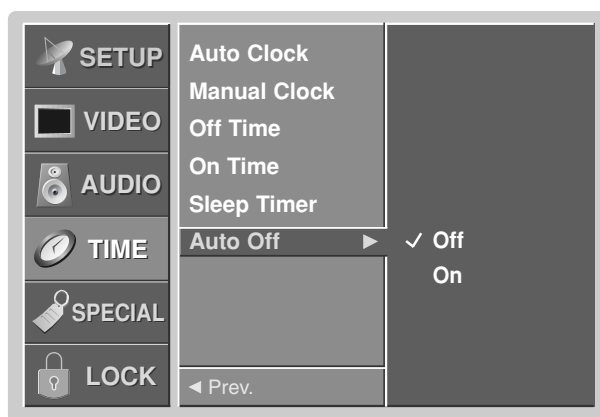 SETUP
VIDEO
AUDIO
TIME
SPECIAL
LOCK
Auto Clock
Manual Clock
Off Time
On Time
Sleep Timer
Auto Off ►
◄ Prev.
✓ Off
On